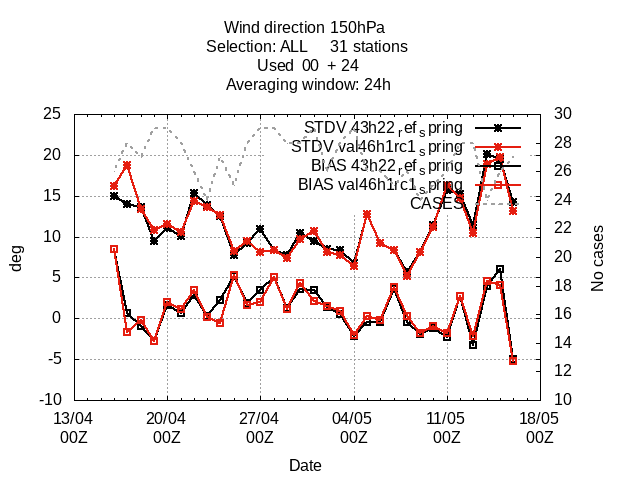 Wind direction 150hPa
Selection: ALL 31 stations
Used 00 + 24
Averaging window: 24h
25
20
15
10
5
0
-5
-10
deg
30
28
26
24
22
20
18
16
14
12
10
No cases
STDV 43h22_ref_spring
STDV val46h1rc1_spring
BIAS 43h22_ref_spring
BIAS val46h1rc1_spring
CASES
13/04 20/04 27/04 04/05 11/05 18/05
00Z 00Z 00Z 00Z 00Z 00Z
Date